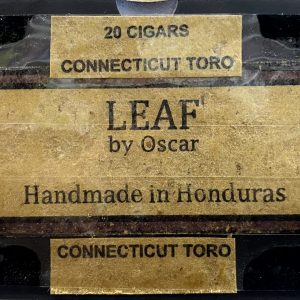 20 CIGARS
CONNECTICUT TORO
LEAF
by Oscar
Handmade in Honduras
CONNECTICUT TORO